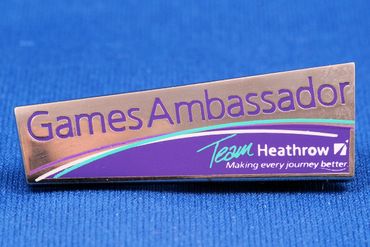 Games Ambassador
Team Heathrow
Making every journey better